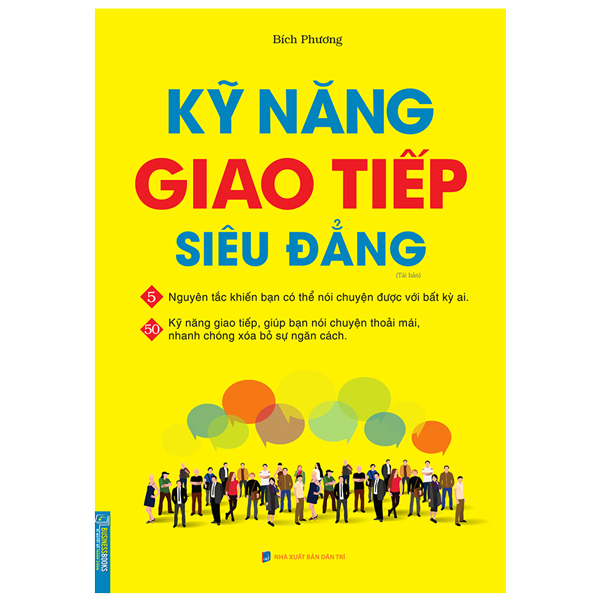 Bích Phương
KỸ NĂNG
GIAO TIẾP
SIÊU ĐẲNG
(Tái bản)
5 Nguyên tắc khiến bạn có thể nói chuyện được với bất kỳ ai.
50 Kỹ năng giao tiếp, giúp bạn nói chuyện thoải mái,
nhanh chóng xóa bỏ sự ngăn cách.
BUSINESSBOOKS
NHÀ XUẤT BẢN DÂN TRÍ